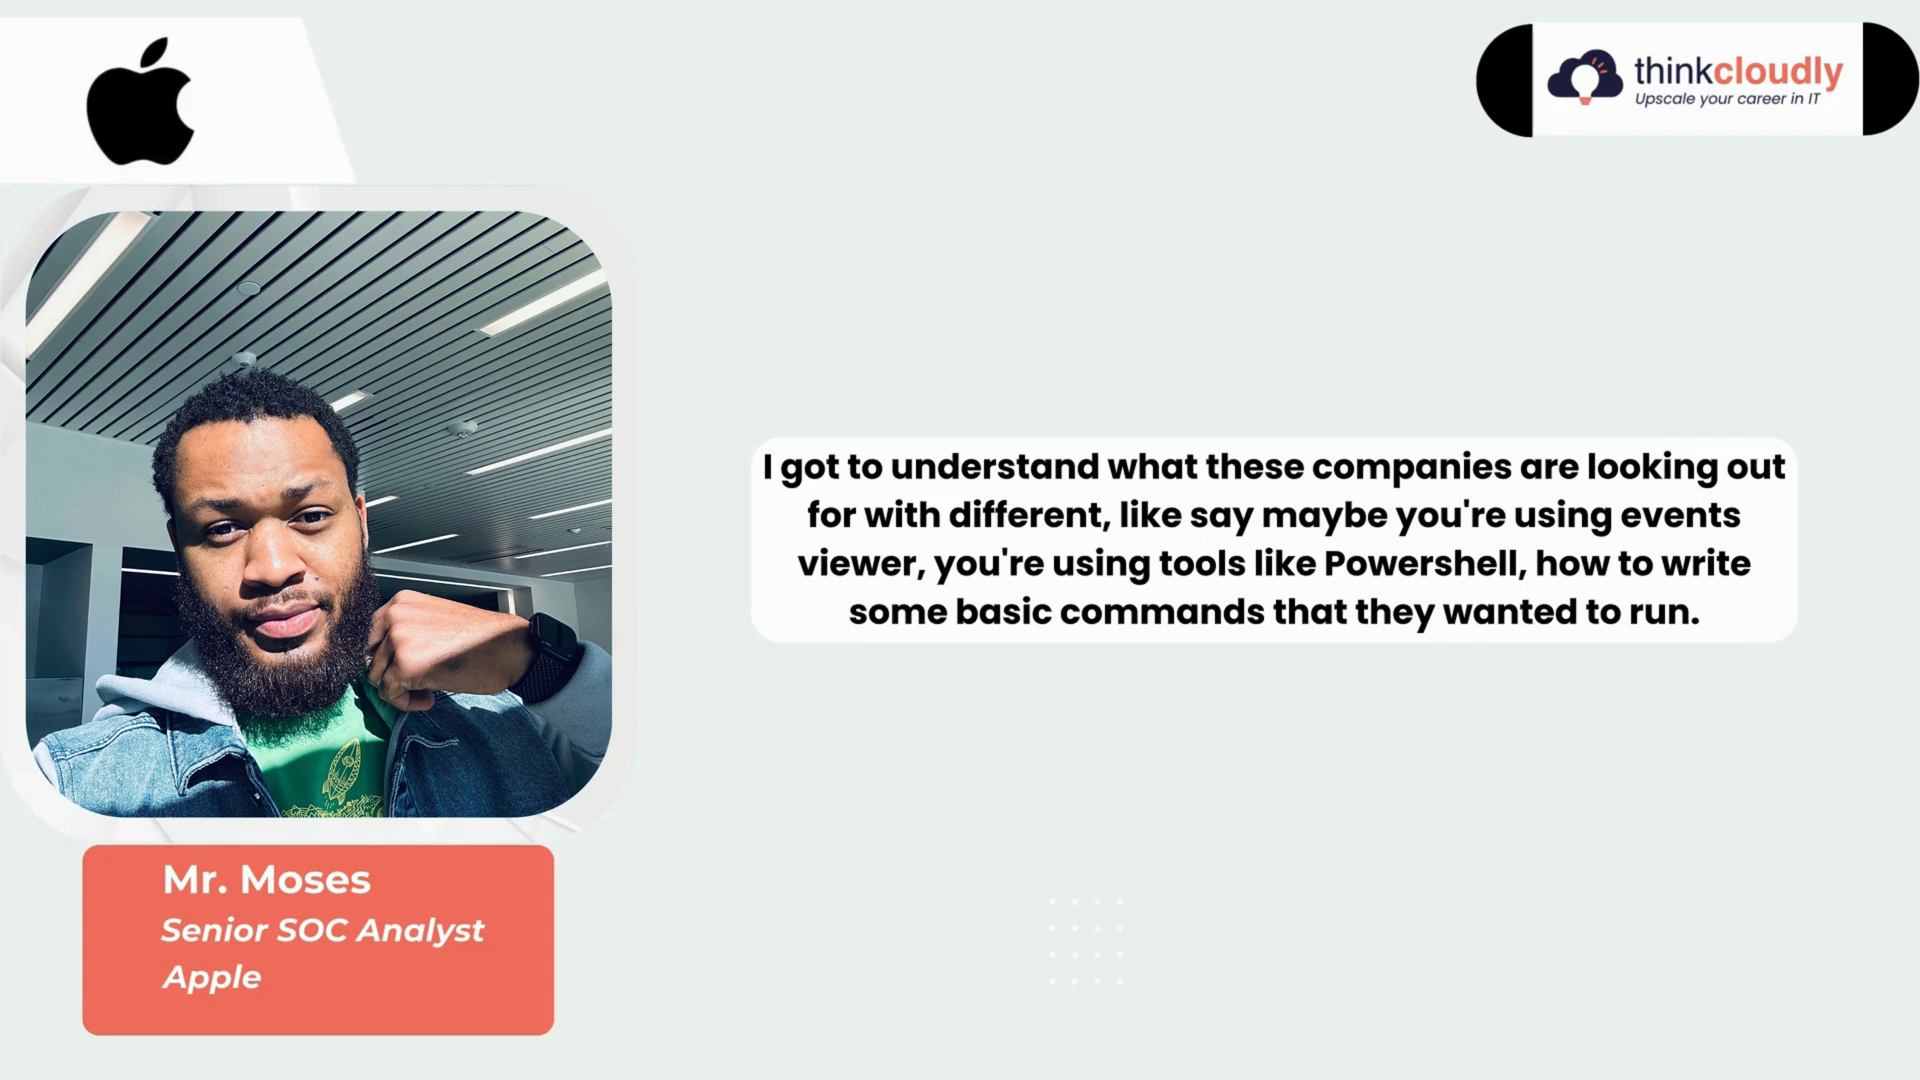 thinkcloudly
Upscale your career in IT
I got to understand what these companies are looking out
for with different, like say maybe you're using events
viewer, you're using tools like Powershell, how to write
some basic commands that they wanted to run.
Mr. Moses
Senior SOC Analyst
Apple